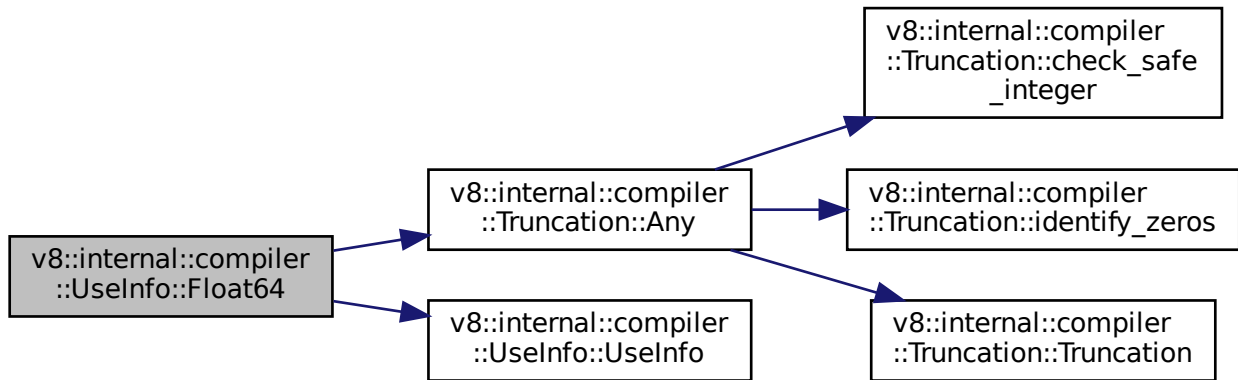 v8::internal::compiler
::UseInfo::Float64
v8::internal::compiler
::Truncation::Any
v8::internal::compiler
::UseInfo::UseInfo
v8::internal::compiler
::Truncation::check_safe
_integer
v8::internal::compiler
::Truncation::identify_zeros
v8::internal::compiler
::Truncation::Truncation